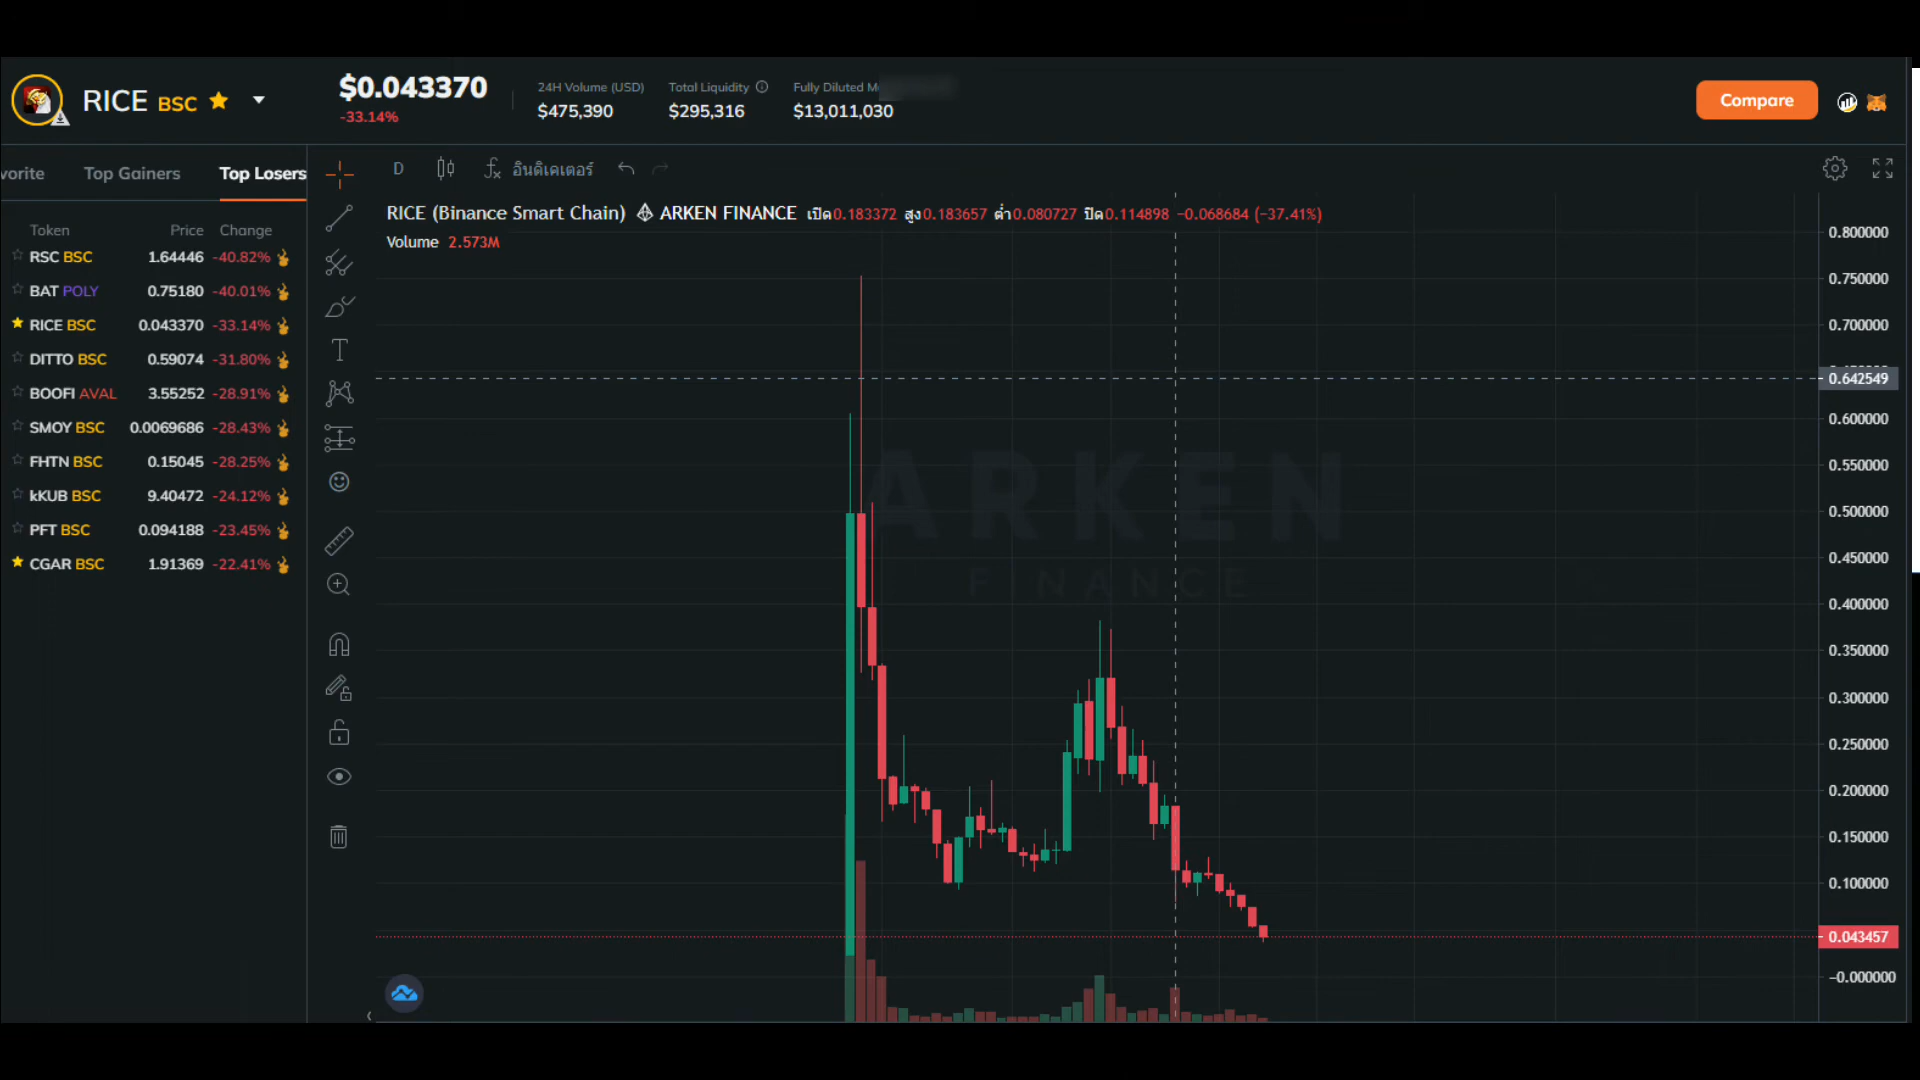 RICE BSC
$0.043370
-33.14%
24H Volume (USD)
$475,390
Total Liquidity
$295,316
Fully Diluted
$13,011,030
Compare
vorite Top Gainers Top Losers
Token Price Change
RSC BSC 1.64446 -40.82%
BAT POLY 0.75180 -40.01%
RICE BSC 0.043370 -33.14%
DITTO BSC 0.59074 -31.80%
BOOFI AVAL 3.55252 -28.91%
SMOY BSC 0.0069686 -28.43%
FHTN BSC 0.15045 -28.25%
kKUB BSC 9.40472 -24.12%
PFT BSC 0.094188 -23.45%
CGAR BSC 1.91369 -22.41%
D อินดิเคเตอร์
RICE (Binance Smart Chain) ARKEN FINANCE เปิด0.183372 สูง0.183657 ต่ำ0.080727 ปิด0.114898 −0.068684 (−37.41%)
Volume 2.573M
ARKEN
FINANCE
0.800000
0.750000
0.700000
0.642549
0.600000
0.550000
0.500000
0.450000
0.400000
0.350000
0.300000
0.250000
0.200000
0.150000
0.100000
0.043457
−0.000000